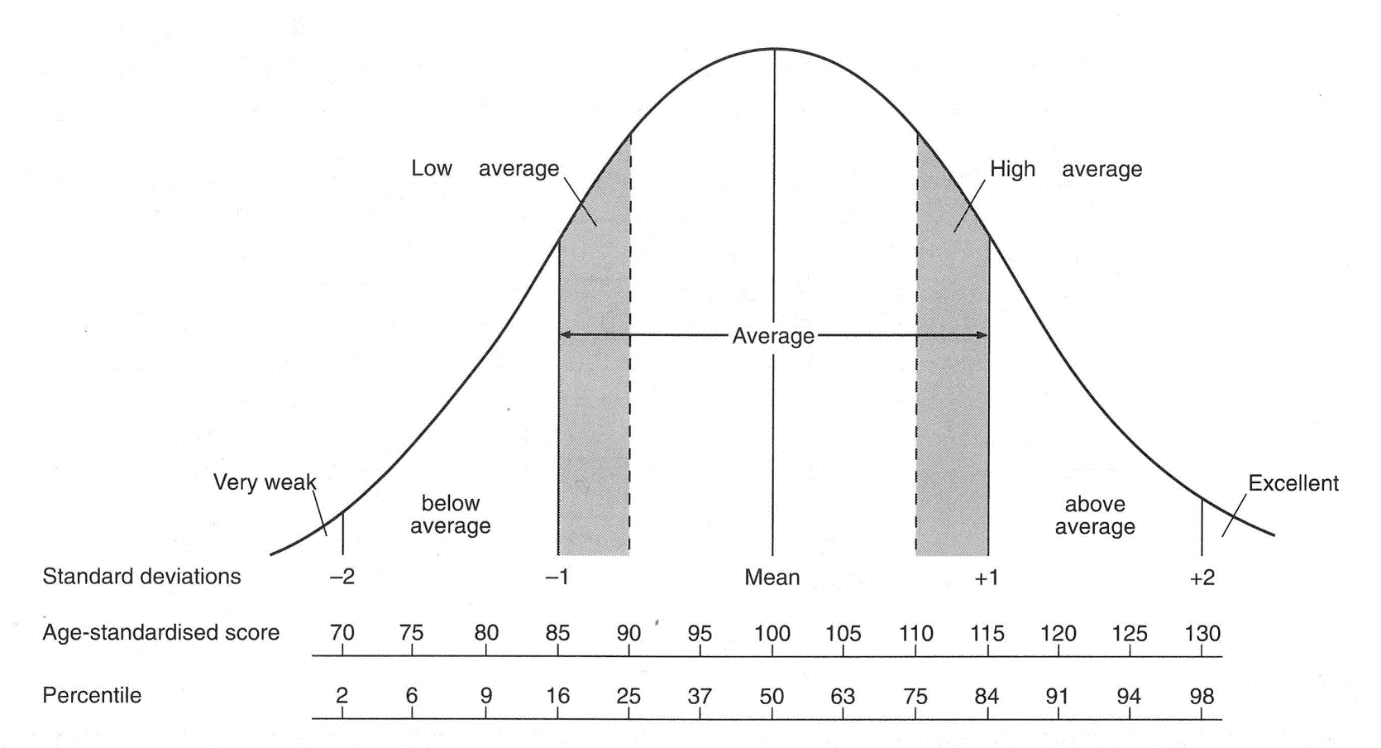 Low average
High average
Average
Very weak
below
average
above
average
Excellent
Standard deviations –2 –1 Mean +1 +2
Age-standardised score 70 75 80 85 90 95 100 105 110 115 120 125 130
Percentile 2 6 9 16 25 37 50 63 75 84 91 94 98